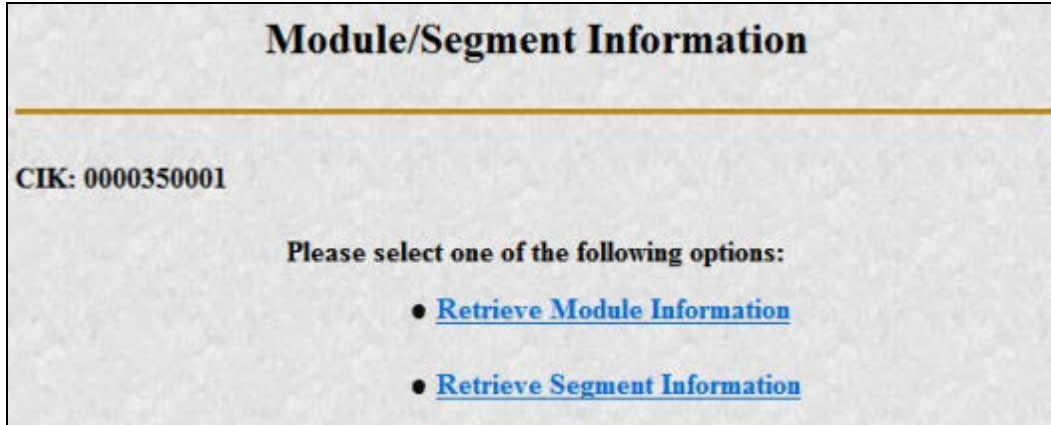 Module/Segment Information
CIK: 0000350001
Please select one of the following options:
● Retrieve Module Information
● Retrieve Segment Information